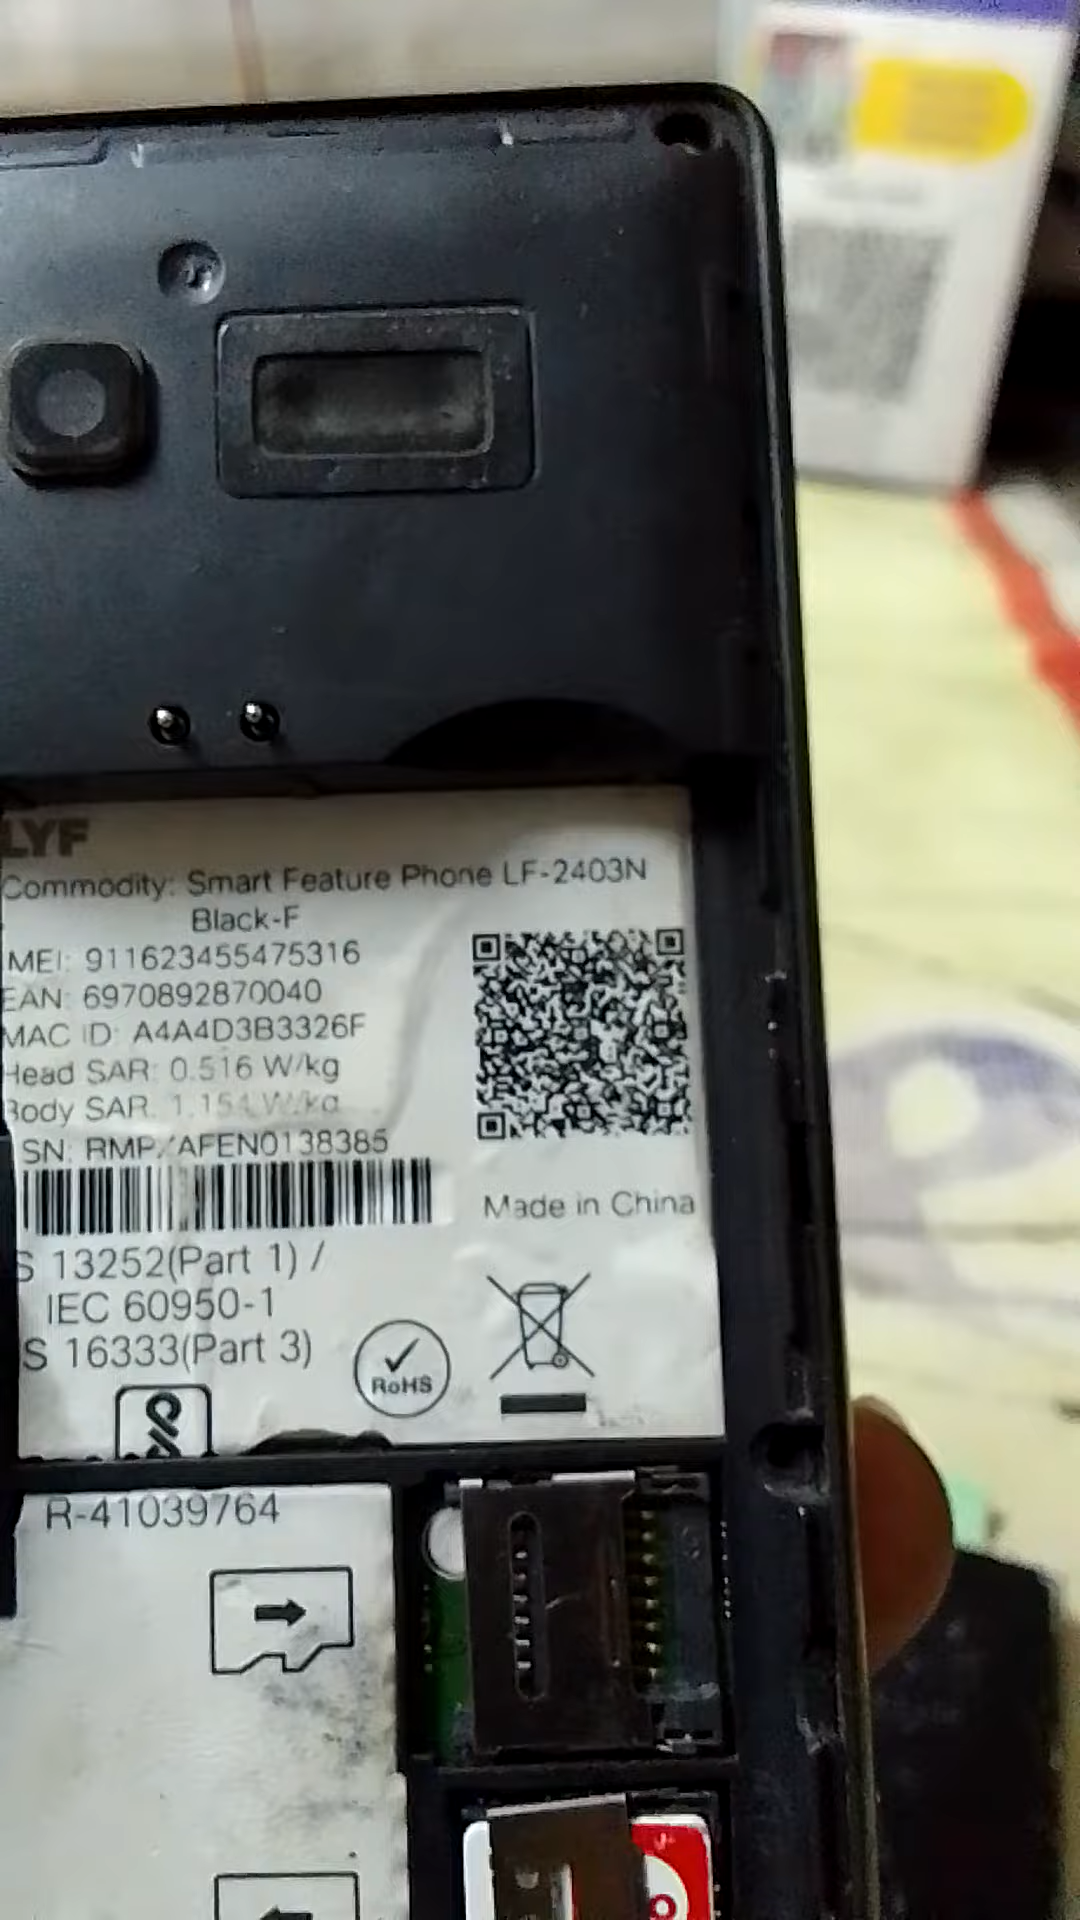 LYF
Commodity: Smart Feature Phone LF-2403N
Black-F
MEI: 911623455475316
EAN: 6970892870040
MAC ID: A4A4D3B3326F
Head SAR: 0.516 W/kg
Body SAR: 1.154 W/kg
SN: RMP/AFEN0138385
Made in China
S 13252(Part 1) /
IEC 60950-1
S 16333(Part 3)
RoHS
R-41039764